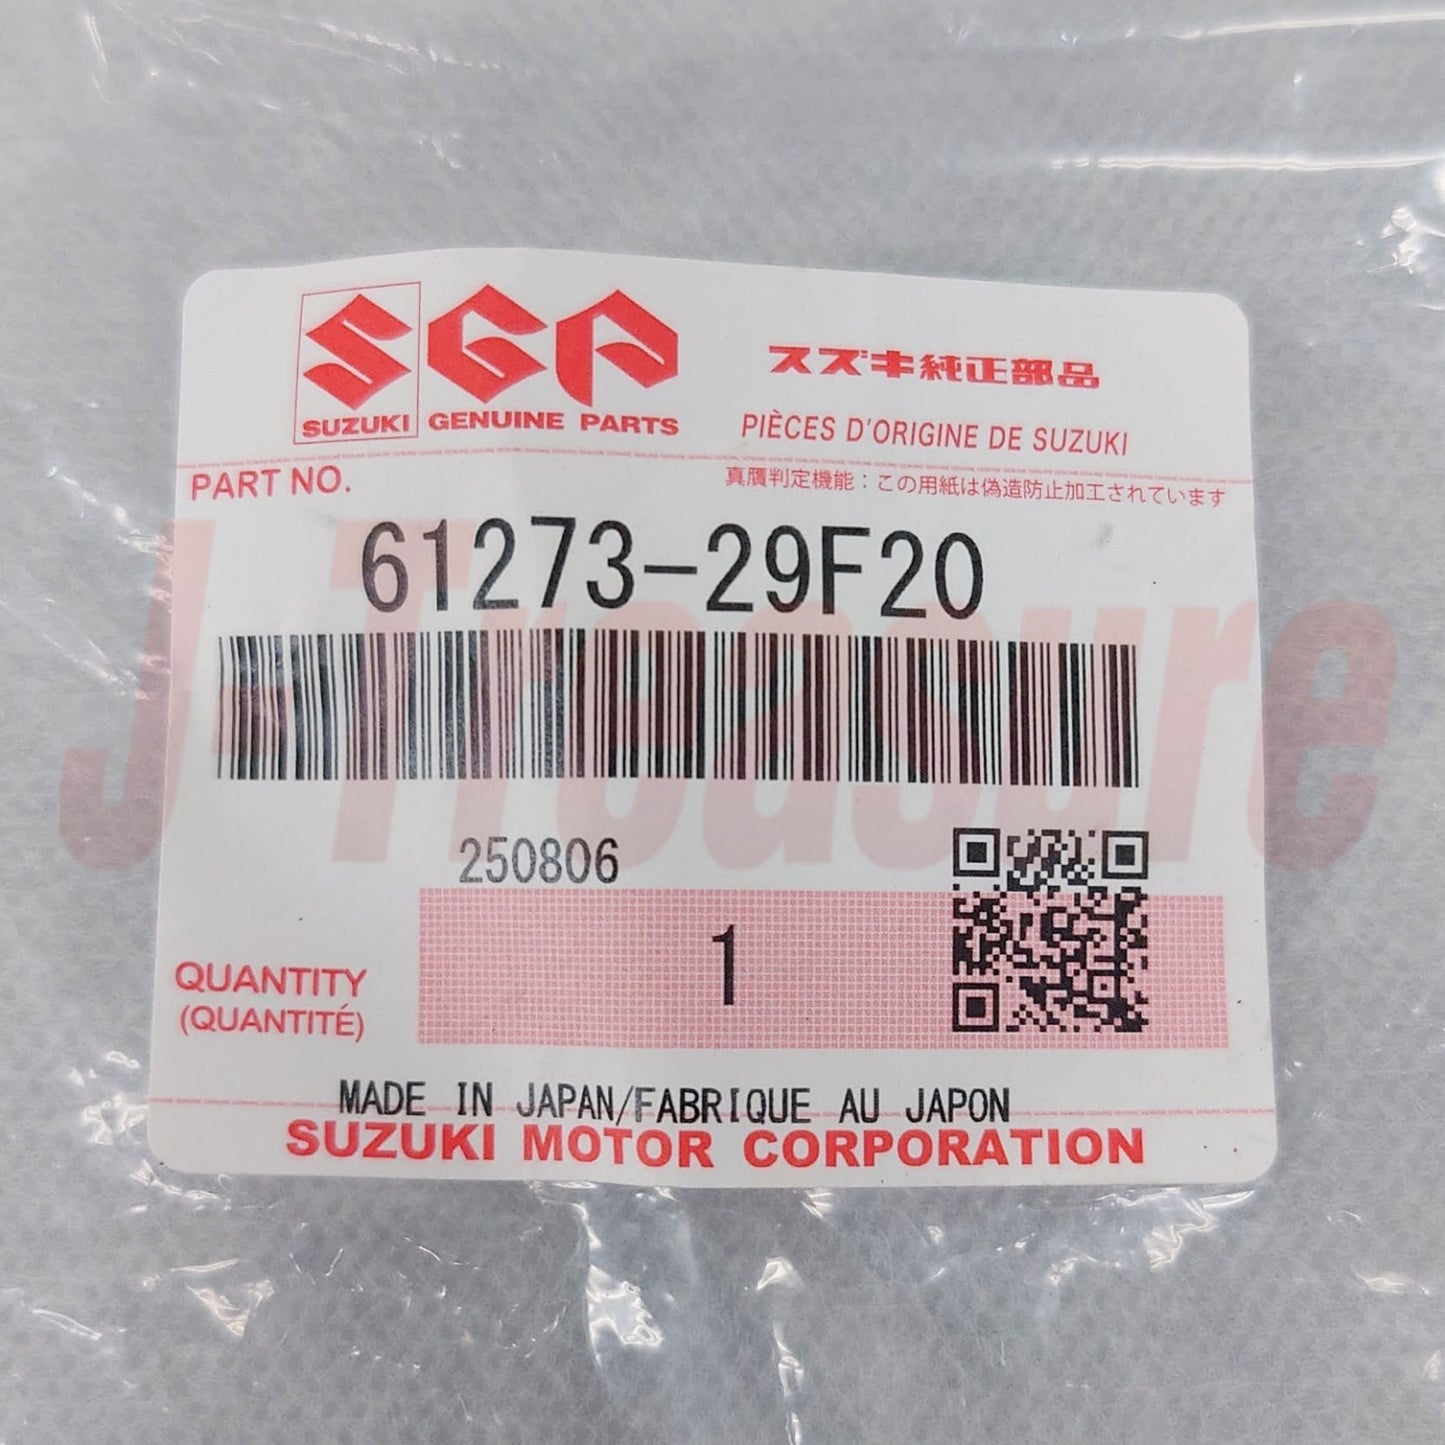 SGP
SUZUKI GENUINE PARTS
スズキ純正部品
PIÈCES D'ORIGINE DE SUZUKI
PART NO.
真贋判定機能：この用紙は偽造防止加工されています
61273-29F20
J-Treasure
250806
1
QUANTITY
(QUANTITÉ)
MADE IN JAPAN/FABRIQUE AU JAPON
SUZUKI MOTOR CORPORATION